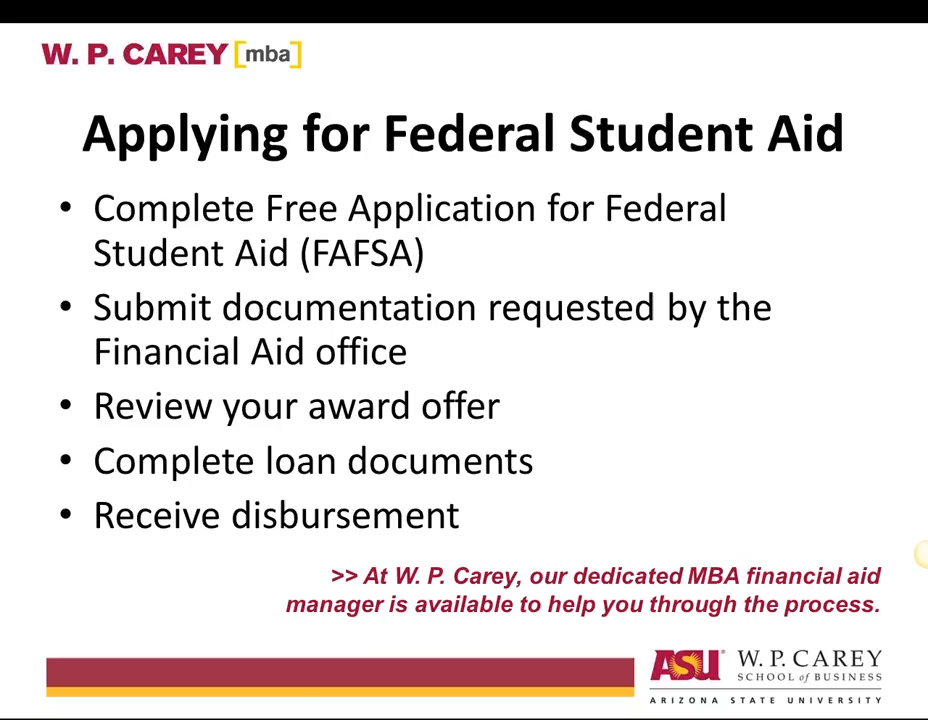 W. P. CAREY [mba]
Applying for Federal Student Aid
• Complete Free Application for Federal
Student Aid (FAFSA)
• Submit documentation requested by the
Financial Aid office
• Review your award offer
• Complete loan documents
• Receive disbursement
>> At W. P. Carey, our dedicated MBA financial aid
manager is available to help you through the process.
ASU W. P. CAREY
SCHOOL of BUSINESS
ARIZONA STATE UNIVERSITY